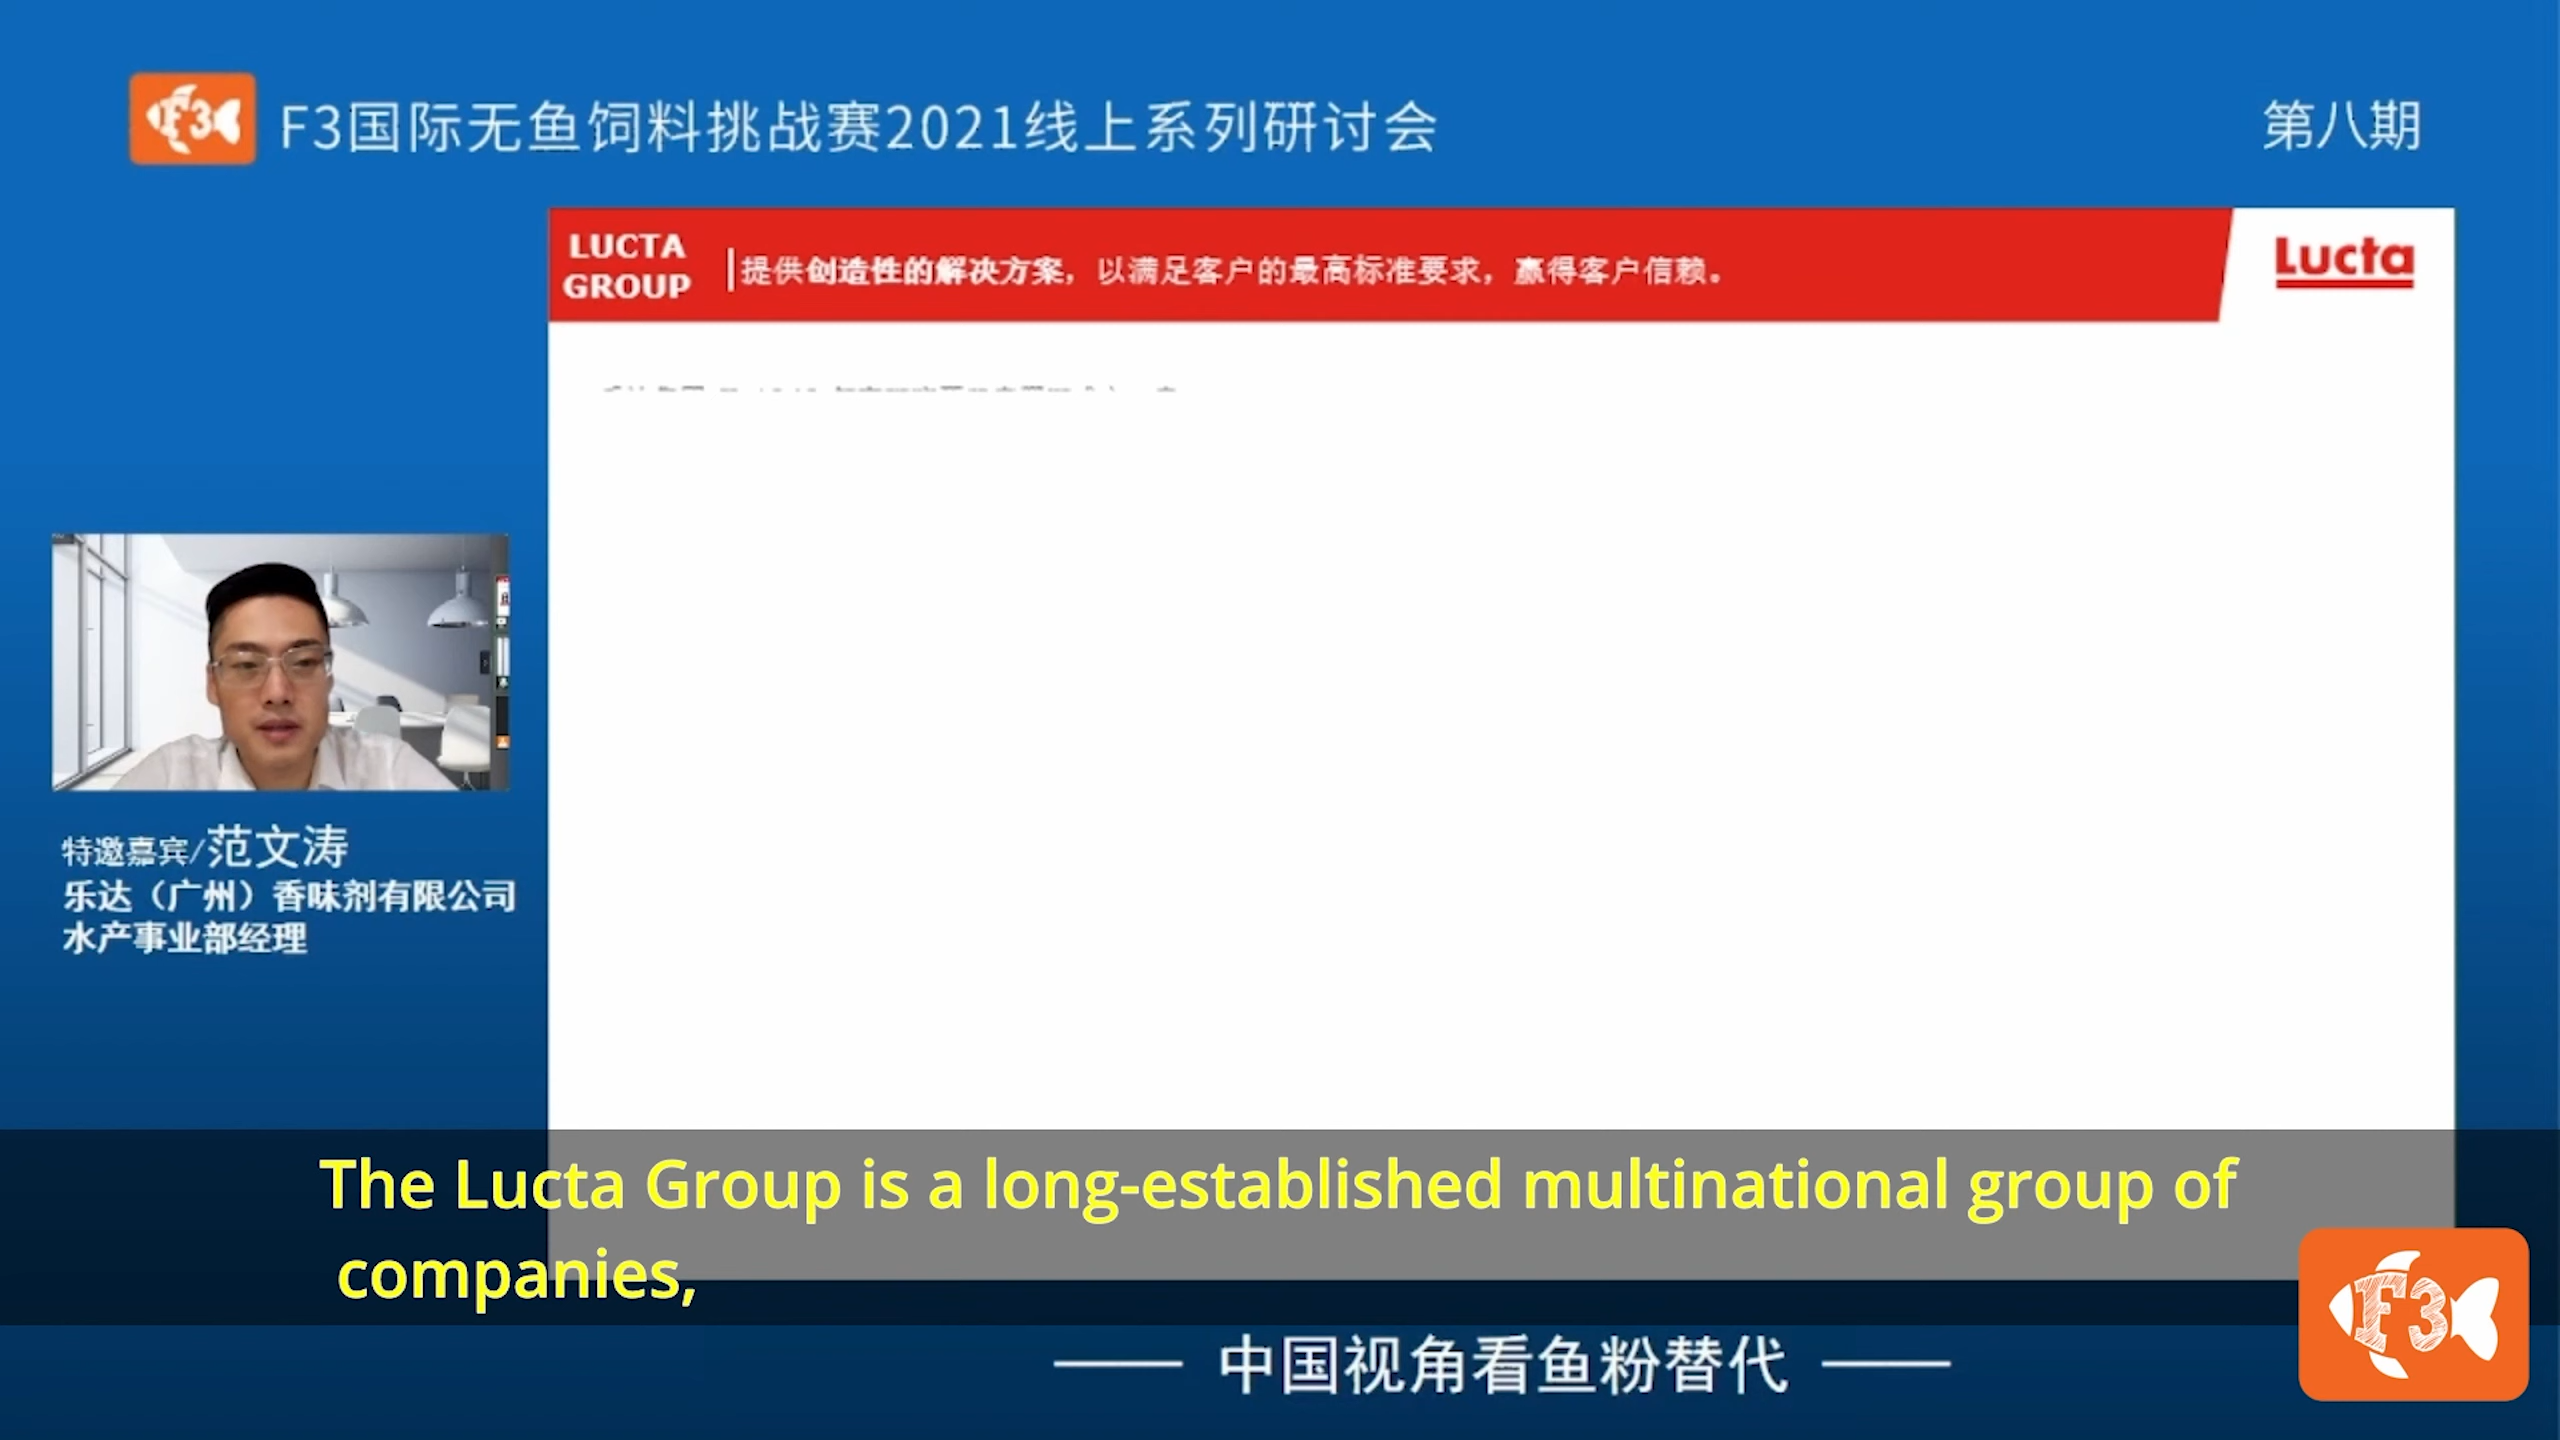 F3
F3国际无鱼饲料挑战赛2021线上系列研讨会
第八期
LUCTA
GROUP
提供创造性的解决方案，以满足客户的最高标准要求，赢得客户信赖。
Lucta
特邀嘉宾/范文涛
乐达（广州）香味剂有限公司
水产事业部经理
The Lucta Group is a long-established multinational group of
companies,
F3
中国视角看鱼粉替代